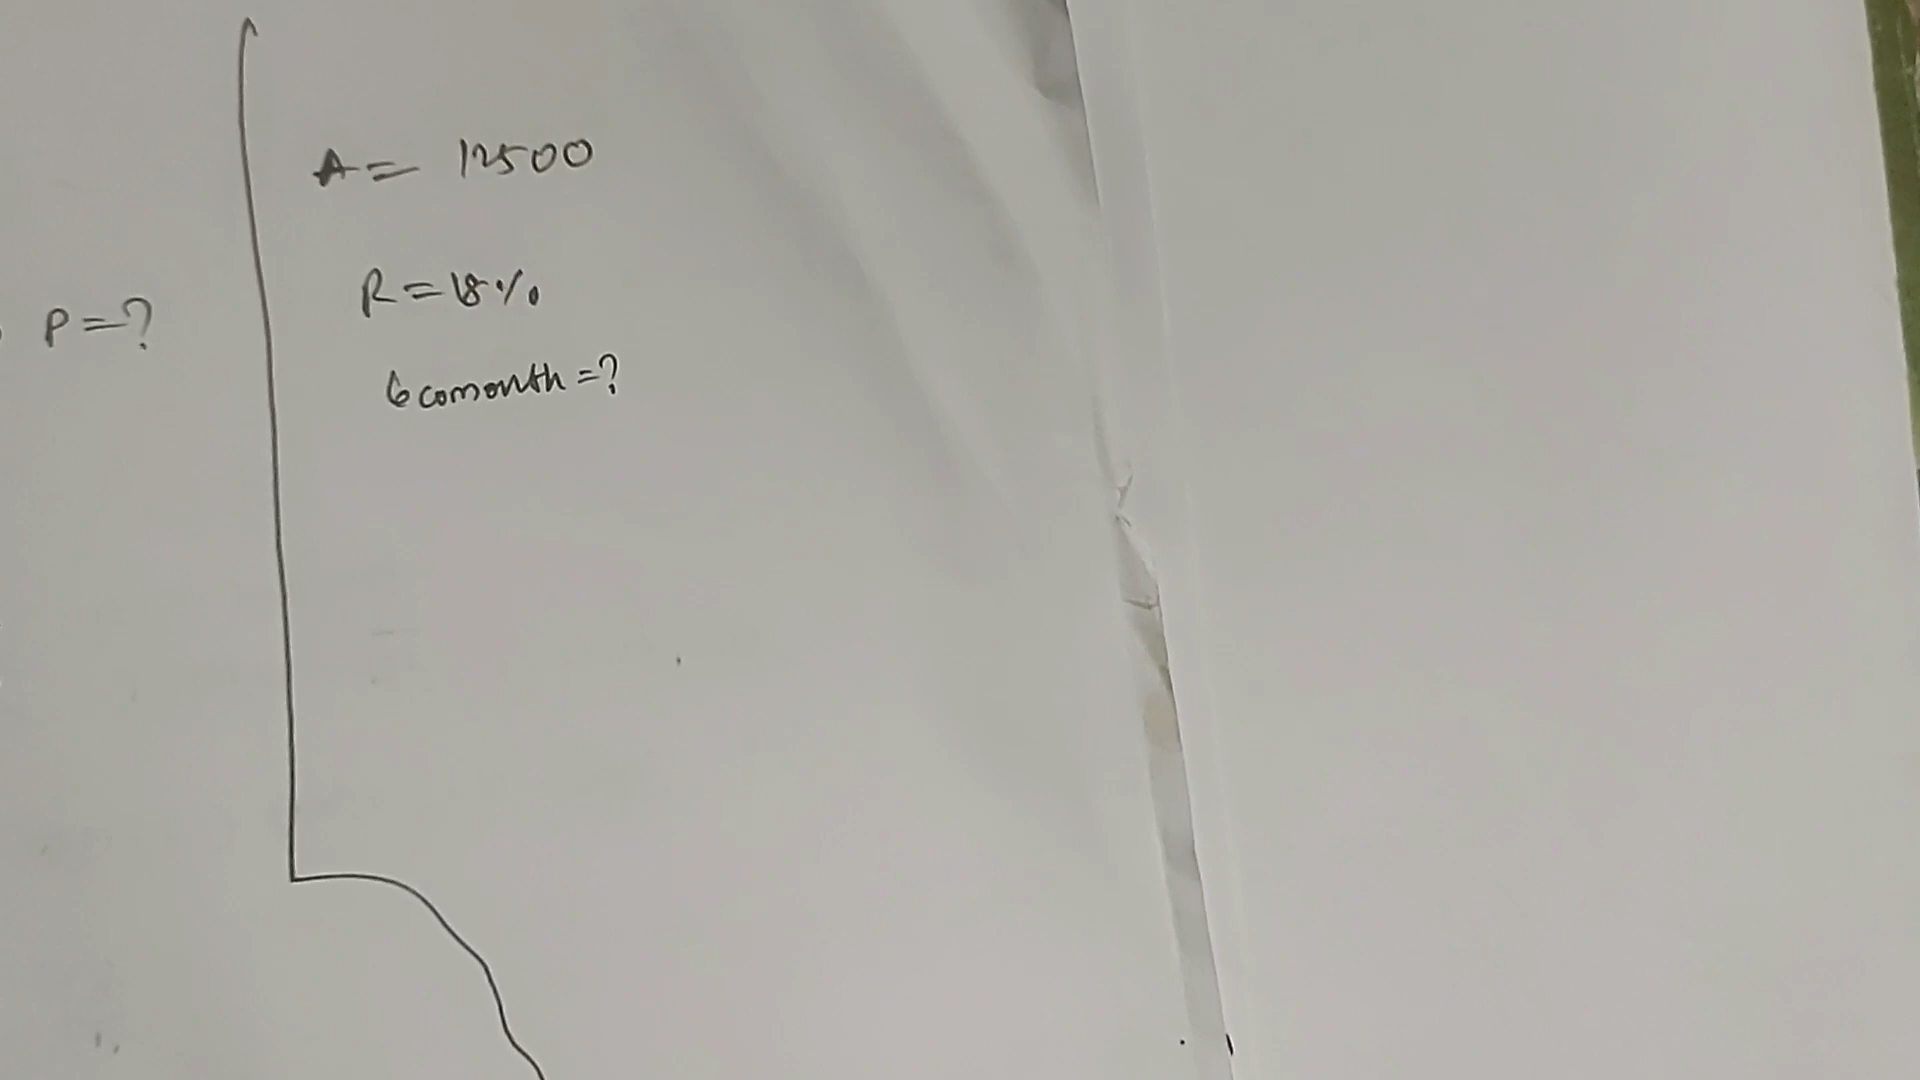 A = 12500
R = 18%
P = ?
6 comonth = ?